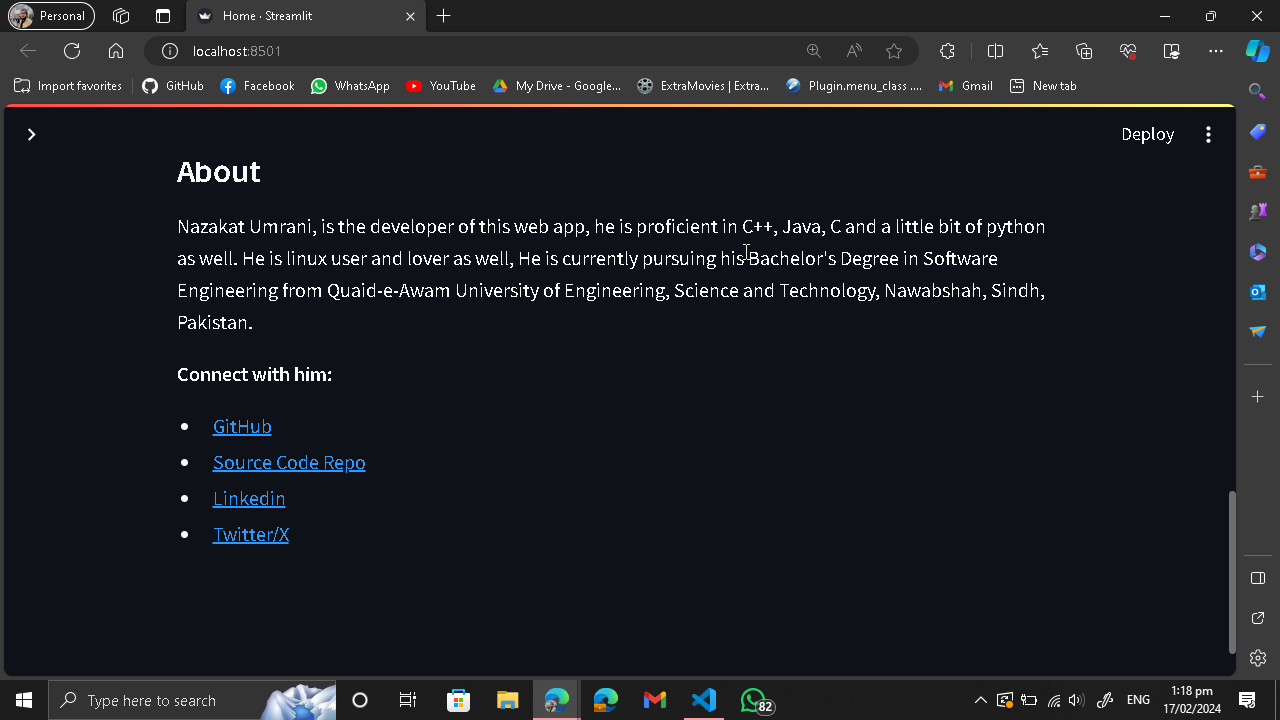 Personal
Home · Streamlit
localhost:8501
Import favorites
GitHub
Facebook
WhatsApp
YouTube
My Drive - Google...
ExtraMovies | Extra...
Plugin.menu_class ....
Gmail
New tab
Deploy
About
Nazakat Umrani, is the developer of this web app, he is proficient in C++, Java, C and a little bit of python
as well. He is linux user and lover as well, He is currently pursuing his Bachelor's Degree in Software
Engineering from Quaid-e-Awam University of Engineering, Science and Technology, Nawabshah, Sindh,
Pakistan.
Connect with him:
GitHub
Source Code Repo
Linkedin
Twitter/X
Type here to search
82
ENG
1:18 pm
17/02/2024